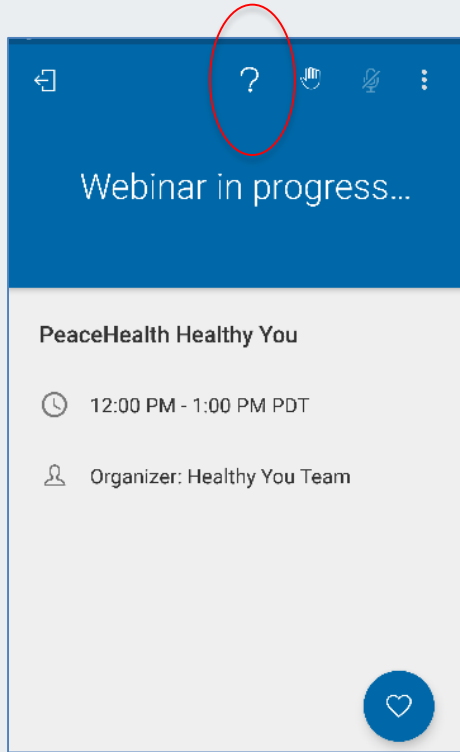 ?
Webinar in progress...
PeaceHealth Healthy You
12:00 PM - 1:00 PM PDT
Organizer: Healthy You Team